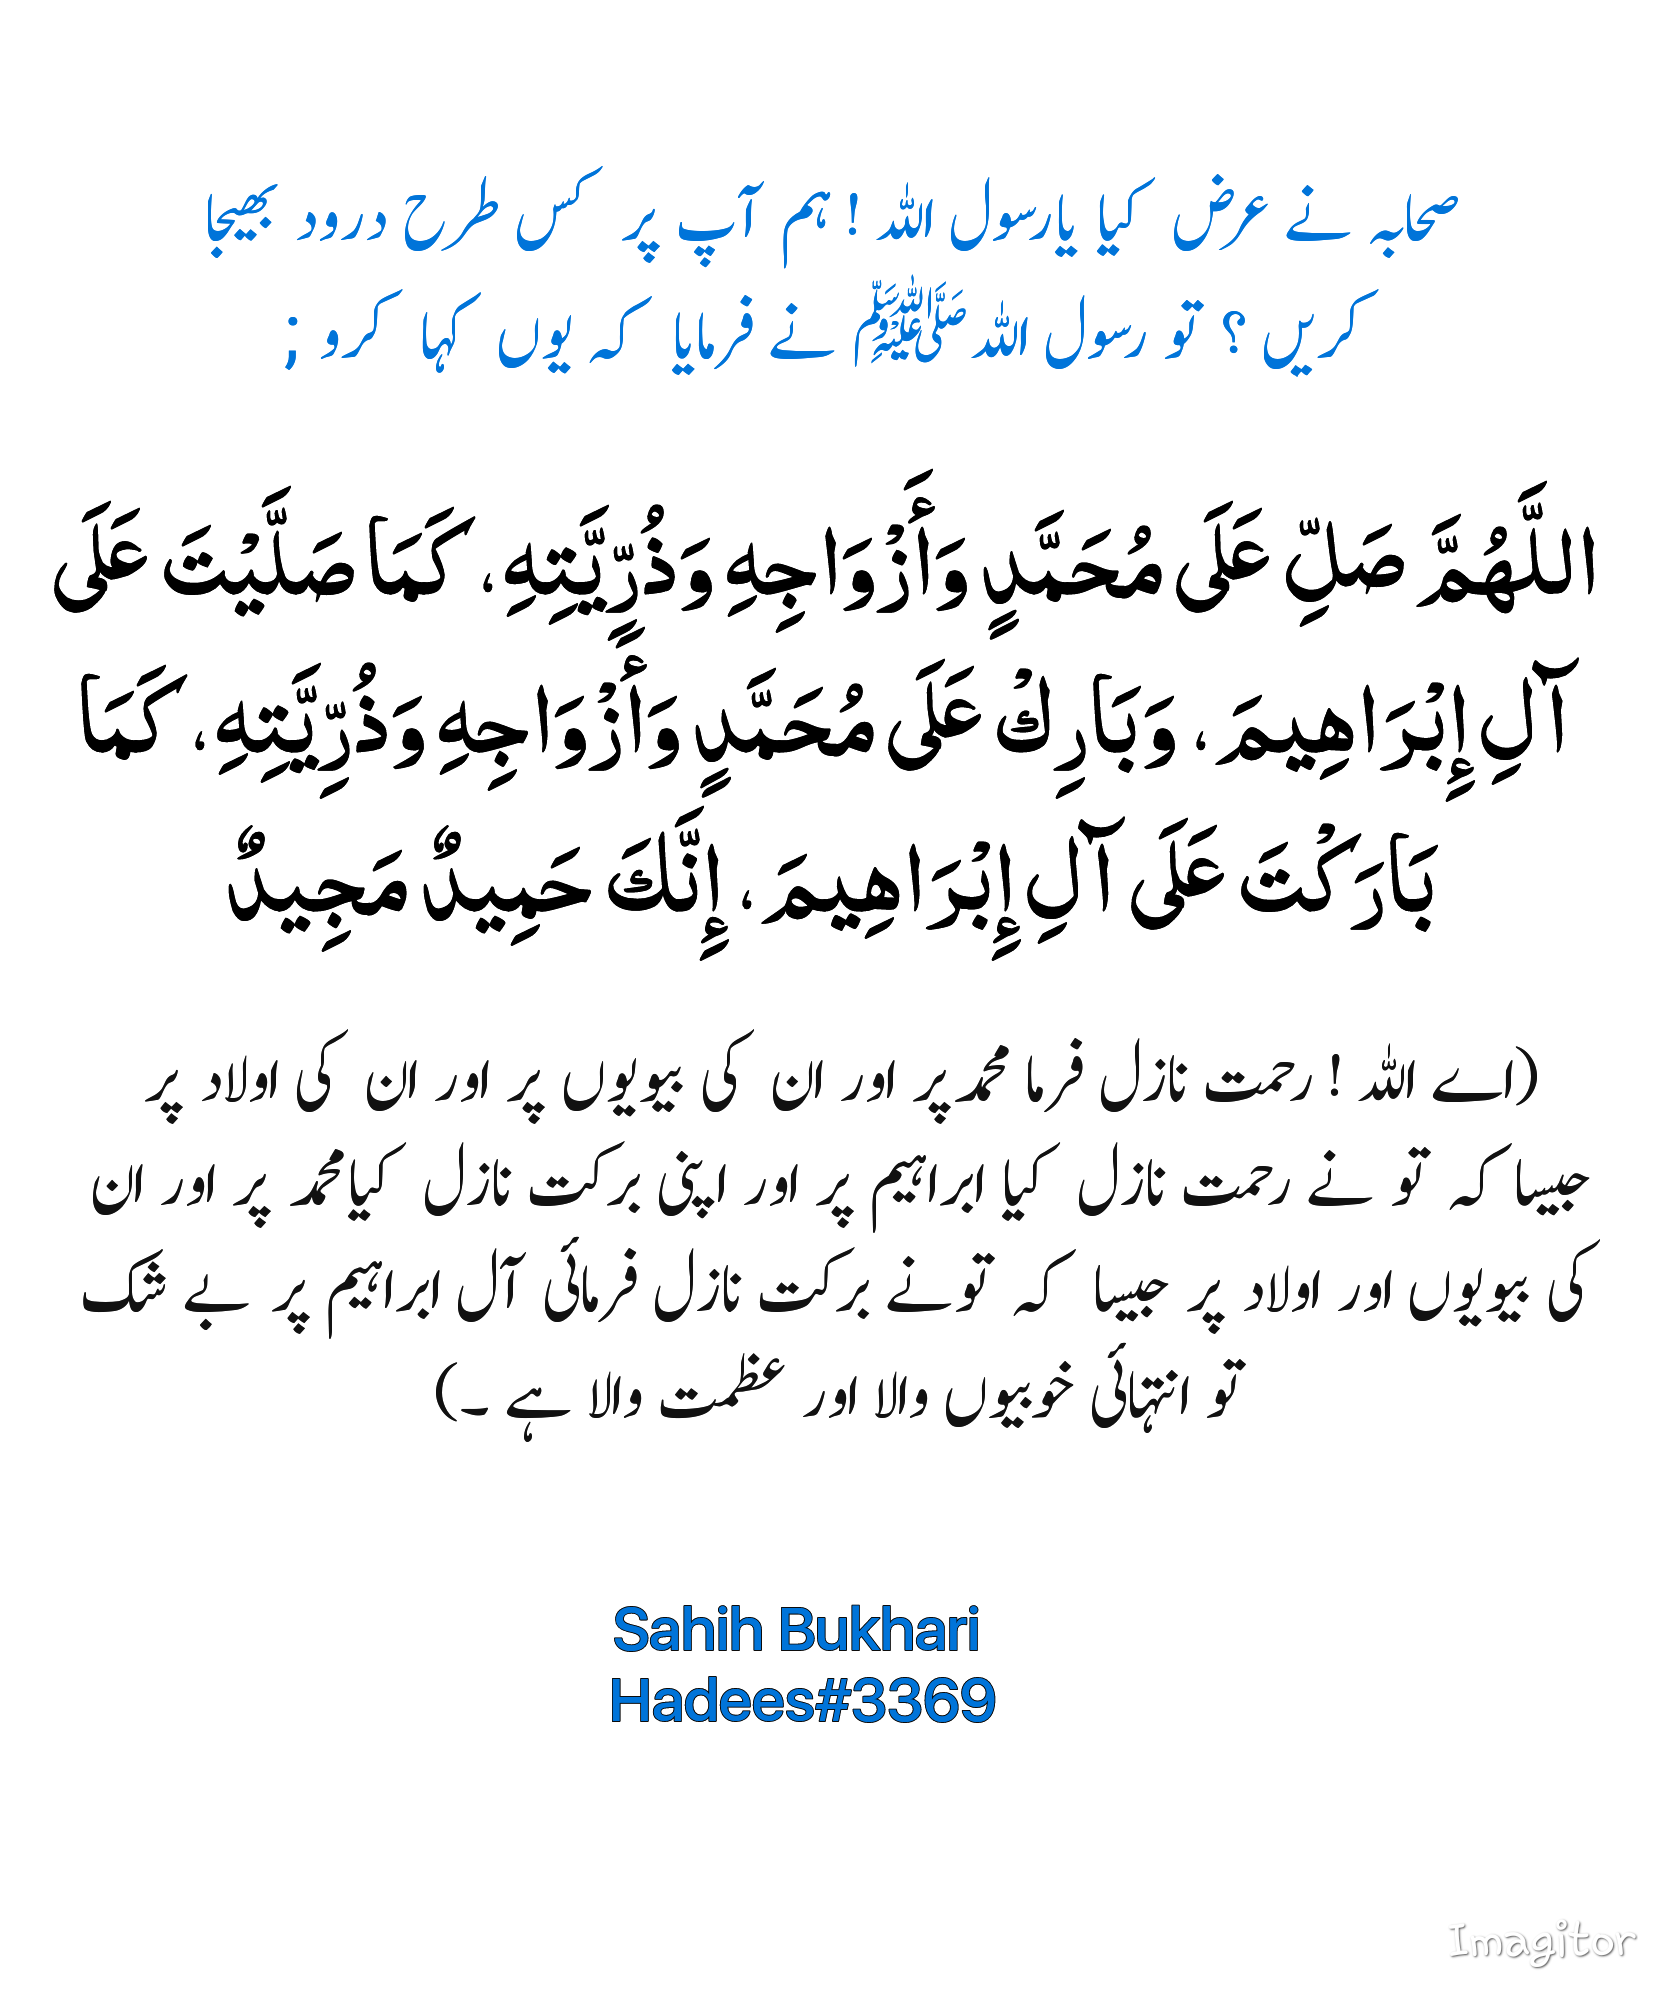 صحابہ نے عرض کیا یارسول اللہ ! ہم آپ پر کس طرح درود بھیجا
کریں ؟ تو رسول اللہ ﷺ نے فرمایا کہ یوں کہا کرو ;
اللَّهُمَّ صَلِّ عَلَى مُحَمَّدٍ وَأَزْوَاجِهِ وَذُرِّيَّتِهِ، كَمَا صَلَّيْتَ عَلَى
آلِ إِبْرَاهِيمَ، وَبَارِكْ عَلَى مُحَمَّدٍ وَأَزْوَاجِهِ وَذُرِّيَّتِهِ، كَمَا
بَارَكْتَ عَلَى آلِ إِبْرَاهِيمَ، إِنَّكَ حَمِيدٌ مَجِيدٌ
(اے اللہ ! رحمت نازل فرما محمد پر اور ان کی بیویوں پر اور ان کی اولاد پر
جیسا کہ تو نے رحمت نازل کیا ابراہیم پر اور اپنی برکت نازل کیا محمد پر اور ان
کی بیویوں اور اولاد پر جیسا کہ تونے برکت نازل فرمائی آل ابراہیم پر بے شک
تو انتہائی خوبیوں والا اور عظمت والا ہے ۔)
Sahih Bukhari
Hadees#3369
Imagitor